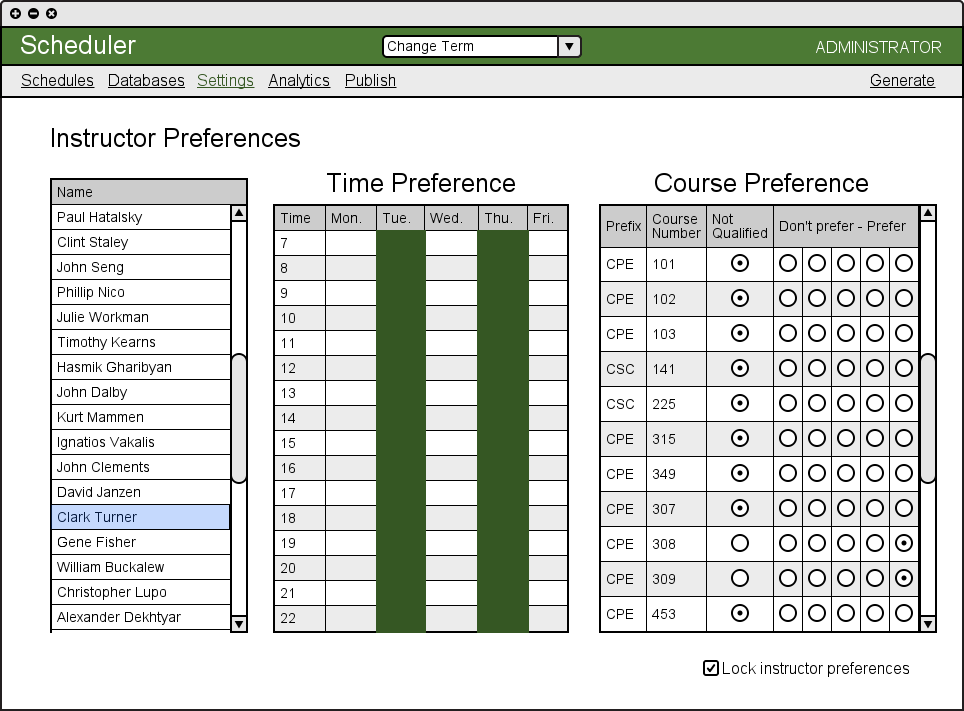 Scheduler
Change Term
ADMINISTRATOR
Schedules Databases Settings Analytics Publish Generate
Instructor Preferences
Name
Paul Hatalsky
Clint Staley
John Seng
Phillip Nico
Julie Workman
Timothy Kearns
Hasmik Gharibyan
John Dalby
Kurt Mammen
Ignatios Vakalis
John Clements
David Janzen
Clark Turner
Gene Fisher
William Buckalew
Christopher Lupo
Alexander Dekhtyar
Time Preference
Time Mon. Tue. Wed. Thu. Fri.
7
8
9
10
11
12
13
14
15
16
17
18
19
20
21
22
Course Preference
Prefix Course Number Not Qualified Don't prefer - Prefer
CPE 101
CPE 102
CPE 103
CSC 141
CSC 225
CPE 315
CPE 349
CPE 307
CPE 308
CPE 309
CPE 453
Lock instructor preferences